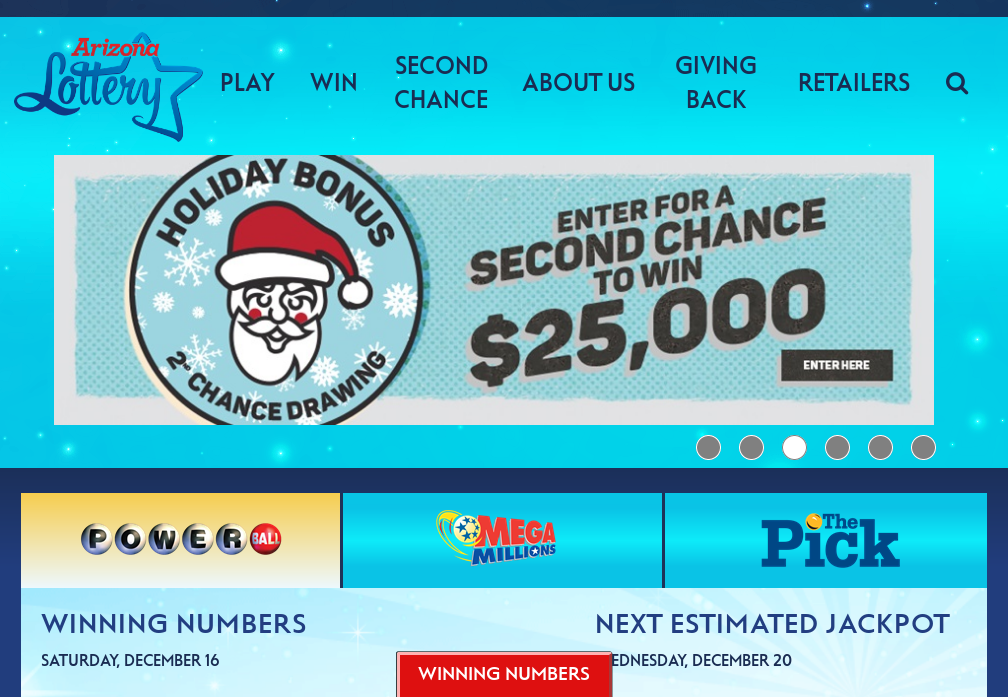 Arizona
Lottery
PLAY
WIN
SECOND
CHANCE
ABOUT US
GIVING
BACK
RETAILERS
HOLIDAY BONUS
2ND CHANCE DRAWING
ENTER FOR A
SECOND CHANCE
TO WIN
$25,000
ENTER HERE
POWERBALL
MEGA
MILLIONS
The
Pick
WINNING NUMBERS
SATURDAY, DECEMBER 16
NEXT ESTIMATED JACKPOT
EDNESDAY, DECEMBER 20
WINNING NUMBERS